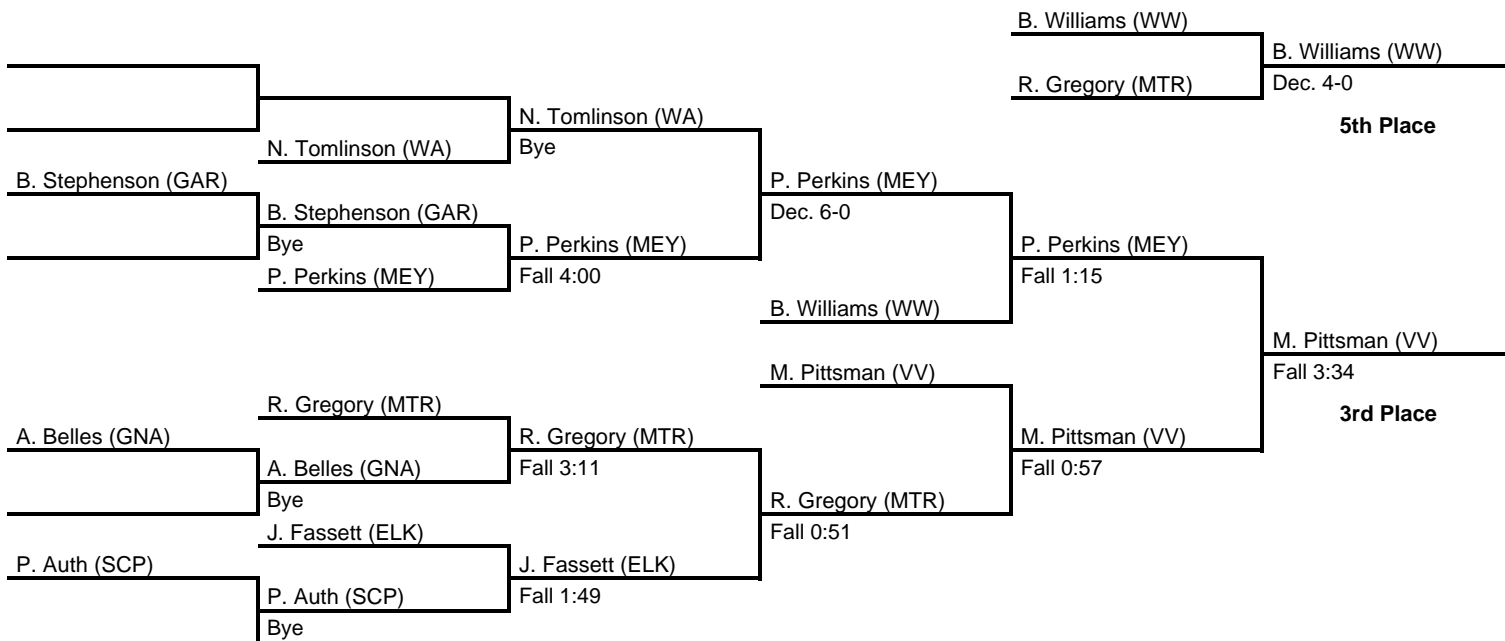 B. Williams (WW)
B. Williams (WW)
R. Gregory (MTR)
Dec. 4-0
N. Tomlinson (WA)
5th Place
N. Tomlinson (WA)
Bye
B. Stephenson (GAR)
P. Perkins (MEY)
B. Stephenson (GAR)
Dec. 6-0
Bye
P. Perkins (MEY)
P. Perkins (MEY)
P. Perkins (MEY)
Fall 4:00
Fall 1:15
B. Williams (WW)
M. Pittsman (VV)
M. Pittsman (VV)
Fall 3:34
R. Gregory (MTR)
3rd Place
A. Belles (GNA)
R. Gregory (MTR)
M. Pittsman (VV)
A. Belles (GNA)
Fall 3:11
Fall 0:57
Bye
R. Gregory (MTR)
J. Fassett (ELK)
Fall 0:51
P. Auth (SCP)
J. Fassett (ELK)
P. Auth (SCP)
Fall 1:49
Bye